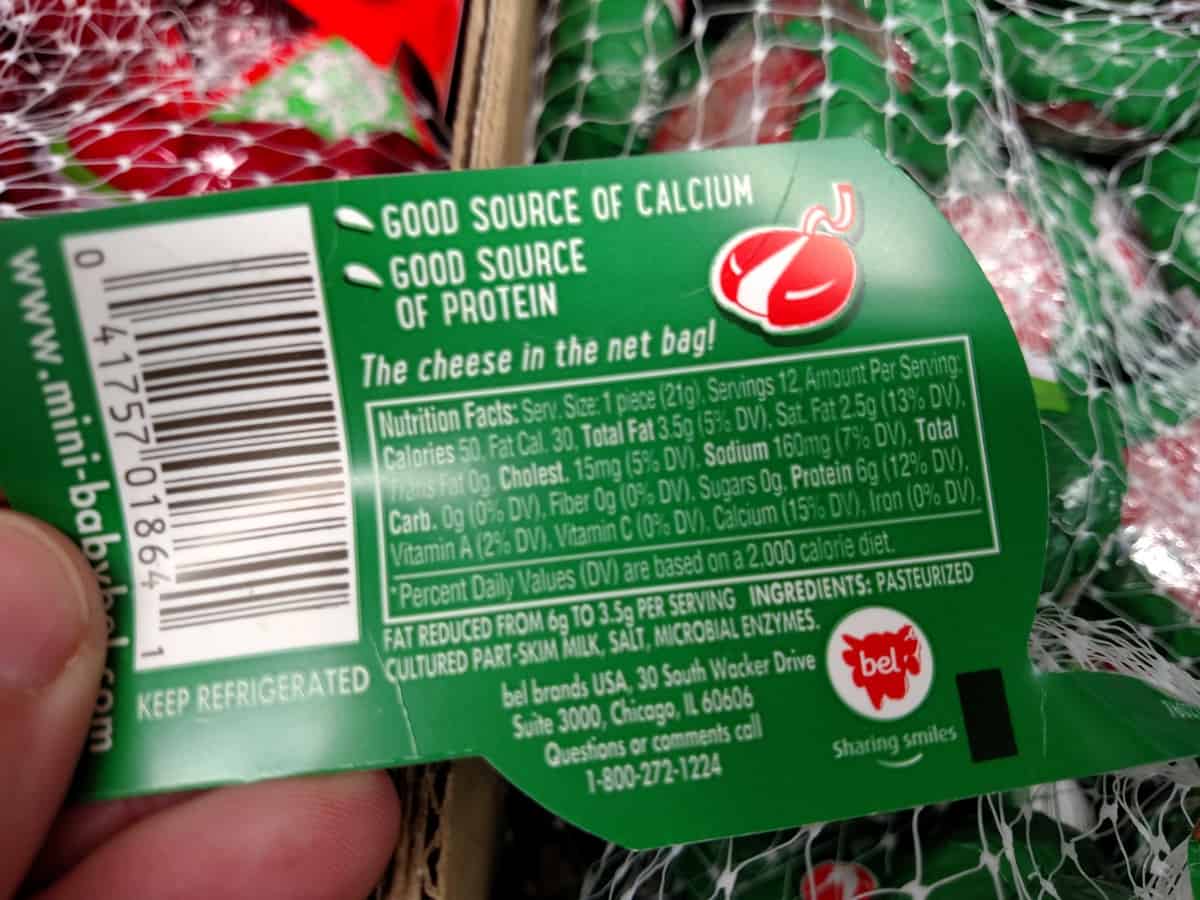 GOOD SOURCE OF CALCIUM
GOOD SOURCE
OF PROTEIN
The cheese in the net bag!
Nutrition Facts: Serv. Size: 1 piece (21g), Servings 12, Amount Per Serving:
Calories 50, Fat Cal. 30, Total Fat 3.5g (5% DV), Sat. Fat 2.5g (13% DV),
Trans Fat 0g, Cholest. 15mg (5% DV), Sodium 160mg (7% DV), Total
Carb. 0g (0% DV), Fiber 0g (0% DV), Sugars 0g, Protein 6g (12% DV),
Vitamin A (2% DV), Vitamin C (0% DV), Calcium (15% DV), Iron (0% DV).
*Percent Daily Values (DV) are based on a 2,000 calorie diet.
FAT REDUCED FROM 6g TO 3.5g PER SERVING INGREDIENTS: PASTEURIZED
CULTURED PART-SKIM MILK, SALT, MICROBIAL ENZYMES.
bel brands USA, 30 South Wacker Drive
Suite 3000, Chicago, IL 60606
Questions or comments call
1-800-272-1224
bel
Sharing smiles
KEEP REFRIGERATED
0 41757 01864 1
www.mini-babybel.com